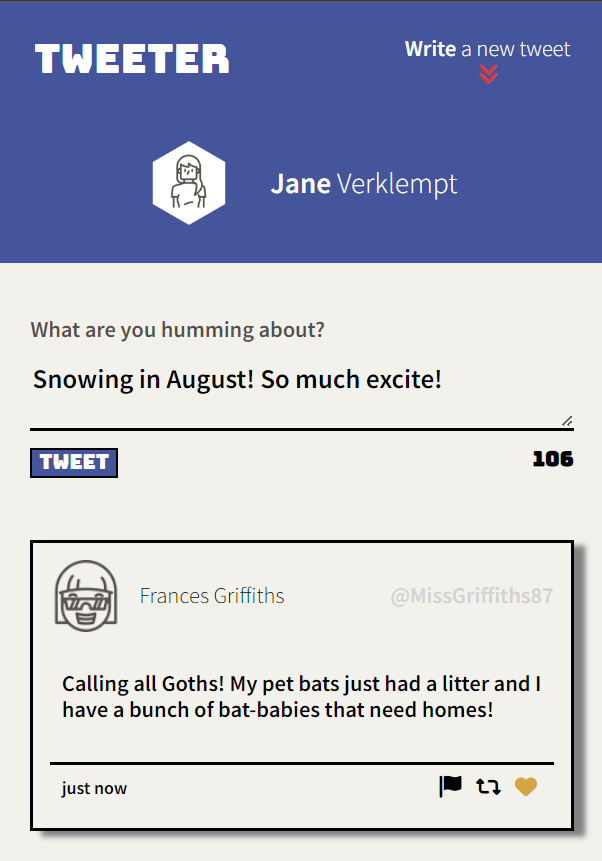 TWEETER
Write a new tweet
Jane Verklempt
What are you humming about?
Snowing in August! So much excite!
TWEET
106
Frances Griffiths
@MissGriffiths87
Calling all Goths! My pet bats just had a litter and I
have a bunch of bat-babies that need homes!
just now